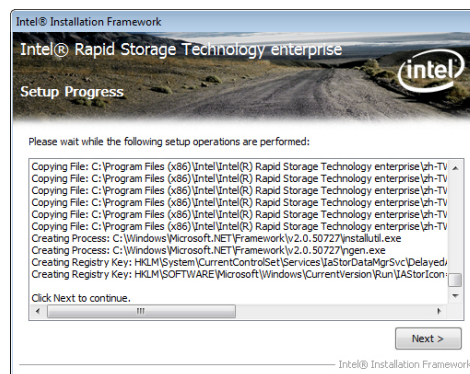 Intel® Installation Framework
Intel® Rapid Storage Technology enterprise
intel
Setup Progress
Please wait while the following setup operations are performed:
Copying File: C:\Program Files (x86)\Intel\Intel(R) Rapid Storage Technology enterprise\zh-TV
Copying File: C:\Program Files (x86)\Intel\Intel(R) Rapid Storage Technology enterprise\zh-TV
Copying File: C:\Program Files (x86)\Intel\Intel(R) Rapid Storage Technology enterprise\zh-TV
Copying File: C:\Program Files (x86)\Intel\Intel(R) Rapid Storage Technology enterprise\zh-TV
Copying File: C:\Program Files (x86)\Intel\Intel(R) Rapid Storage Technology enterprise\zh-TV
Copying File: C:\Program Files (x86)\Intel\Intel(R) Rapid Storage Technology enterprise\zh-TV
Creating Process: C:\Windows\Microsoft.NET\Framework\v2.0.50727\installutil.exe
Creating Process: C:\Windows\Microsoft.NET\Framework\v2.0.50727\ngen.exe
Creating Registry Key: HKLM\System\CurrentControlSet\Services\IAStorDataMgrSvc\DelayedA
Creating Registry Key: HKLM\SOFTWARE\Microsoft\Windows\CurrentVersion\Run\IAStorIcon=
Click Next to continue.
Next >
Intel® Installation Framework